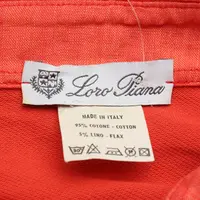 Loro Piana
MADE IN ITALY
95% COTONE - COTTON
5% LINO - FLAX